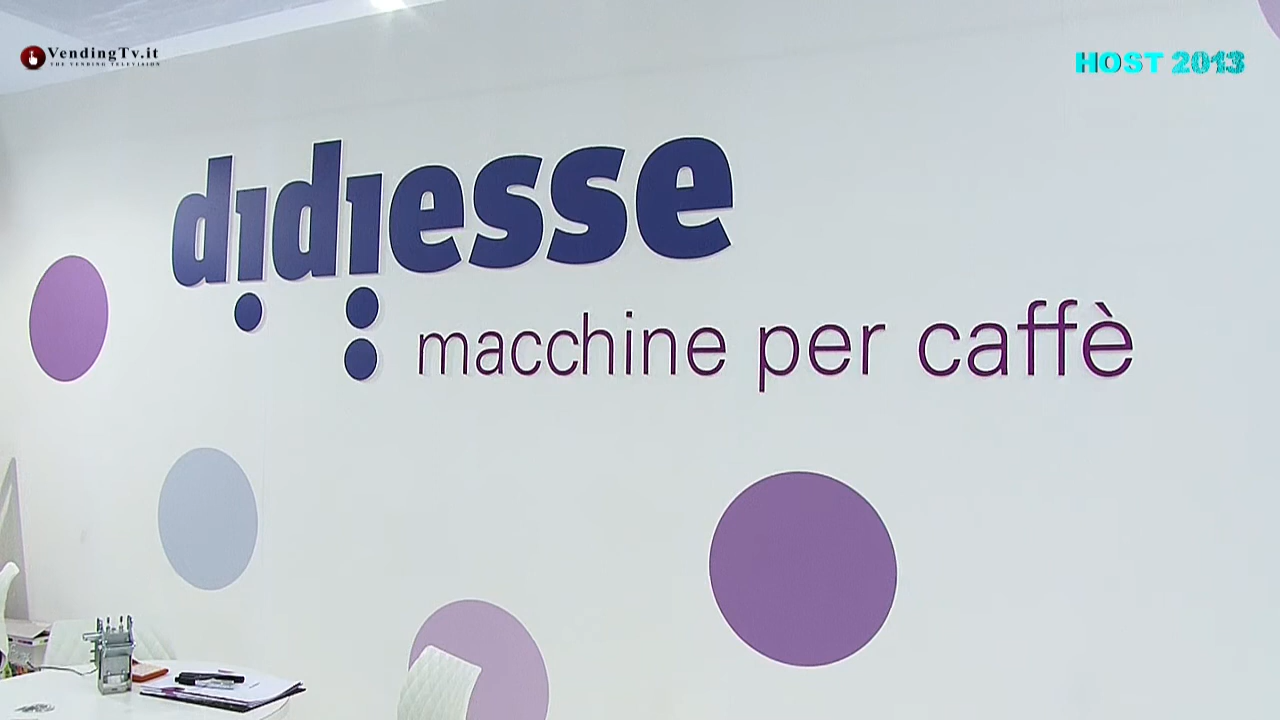 VendingTv.it
THE VENDING TELEVISION
HOST 2013
didiesse
macchine per caffè